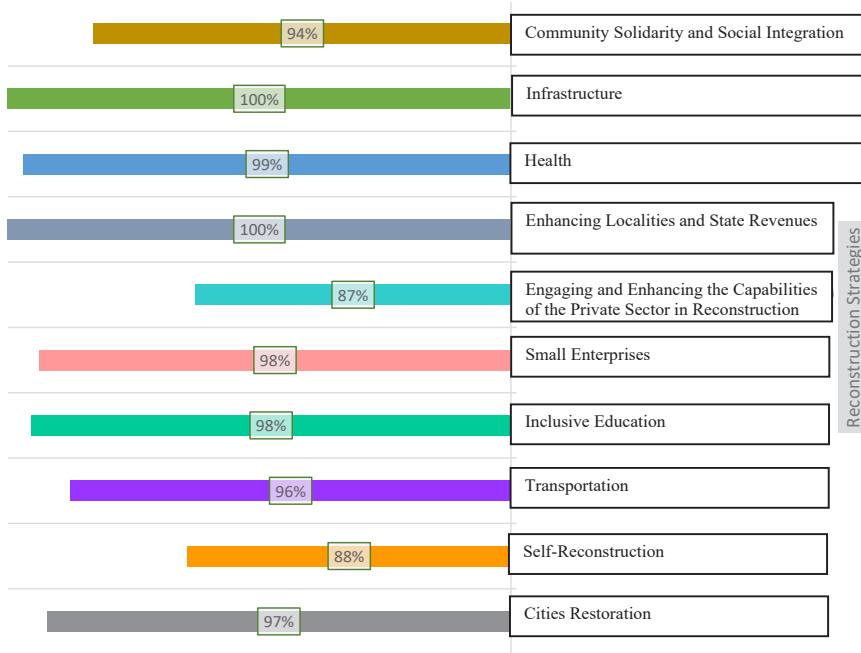 94%
Community Solidarity and Social Integration
100%
Infrastructure
99%
Health
100%
Enhancing Localities and State Revenues
87%
Engaging and Enhancing the Capabilities
of the Private Sector in Reconstruction
98%
Small Enterprises
98%
Inclusive Education
96%
Transportation
88%
Self-Reconstruction
97%
Cities Restoration
Reconstruction Strategies